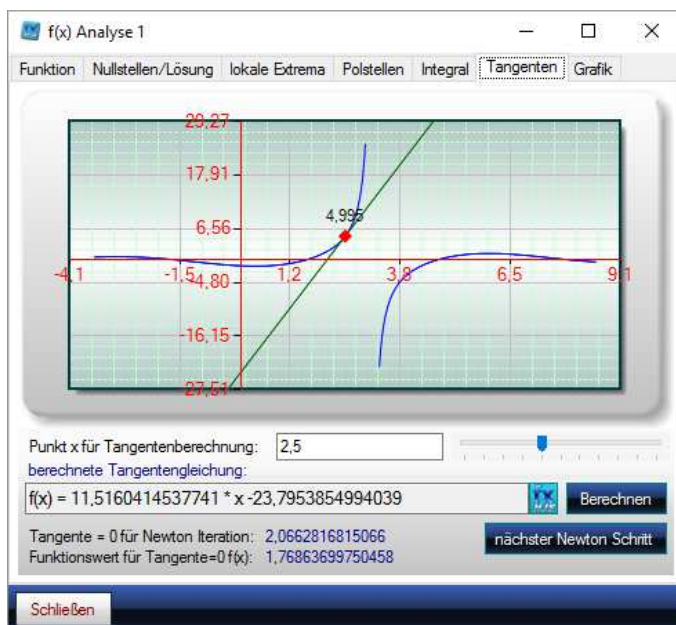 f(x) Analyse 1
Funktion Nullstellen/Lösung lokale Extrema Polstellen Integral Tangenten Grafik
29,27
17,91
4,995
6,56
-4,1 -1,5 1,2 3,8 6,5 9,1
-4,80
-16,15
27,51
Punkt x für Tangentenberechnung: 2,5
berechnete Tangentengleichung:
f(x) = 11,5160414537741 * x -23,7953854994039 Berechnen
Tangente = 0 für Newton Iteration: 2,0662816815066 nächster Newton Schritt
Funktionswert für Tangente=0 f(x): 1,76863699750458
Schließen